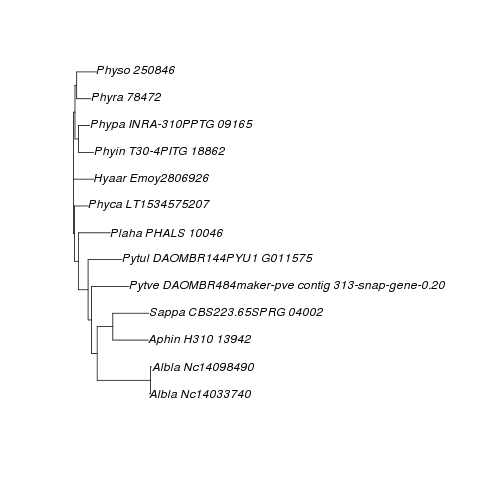 Physo 250846
Phyra 78472
Phypa INRA-310PPTG 09165
Phyin T30-4PITG 18862
Hyaar Emoy2806926
Phyca LT1534575207
Plaha PHALS 10046
Pytul DAOMBR144PYU1 G011575
Pytve DAOMBR484maker-pve contig 313-snap-gene-0.20
Sappa CBS223.65SPRG 04002
Aphin H310 13942
Albla Nc14098490
Albla Nc14033740